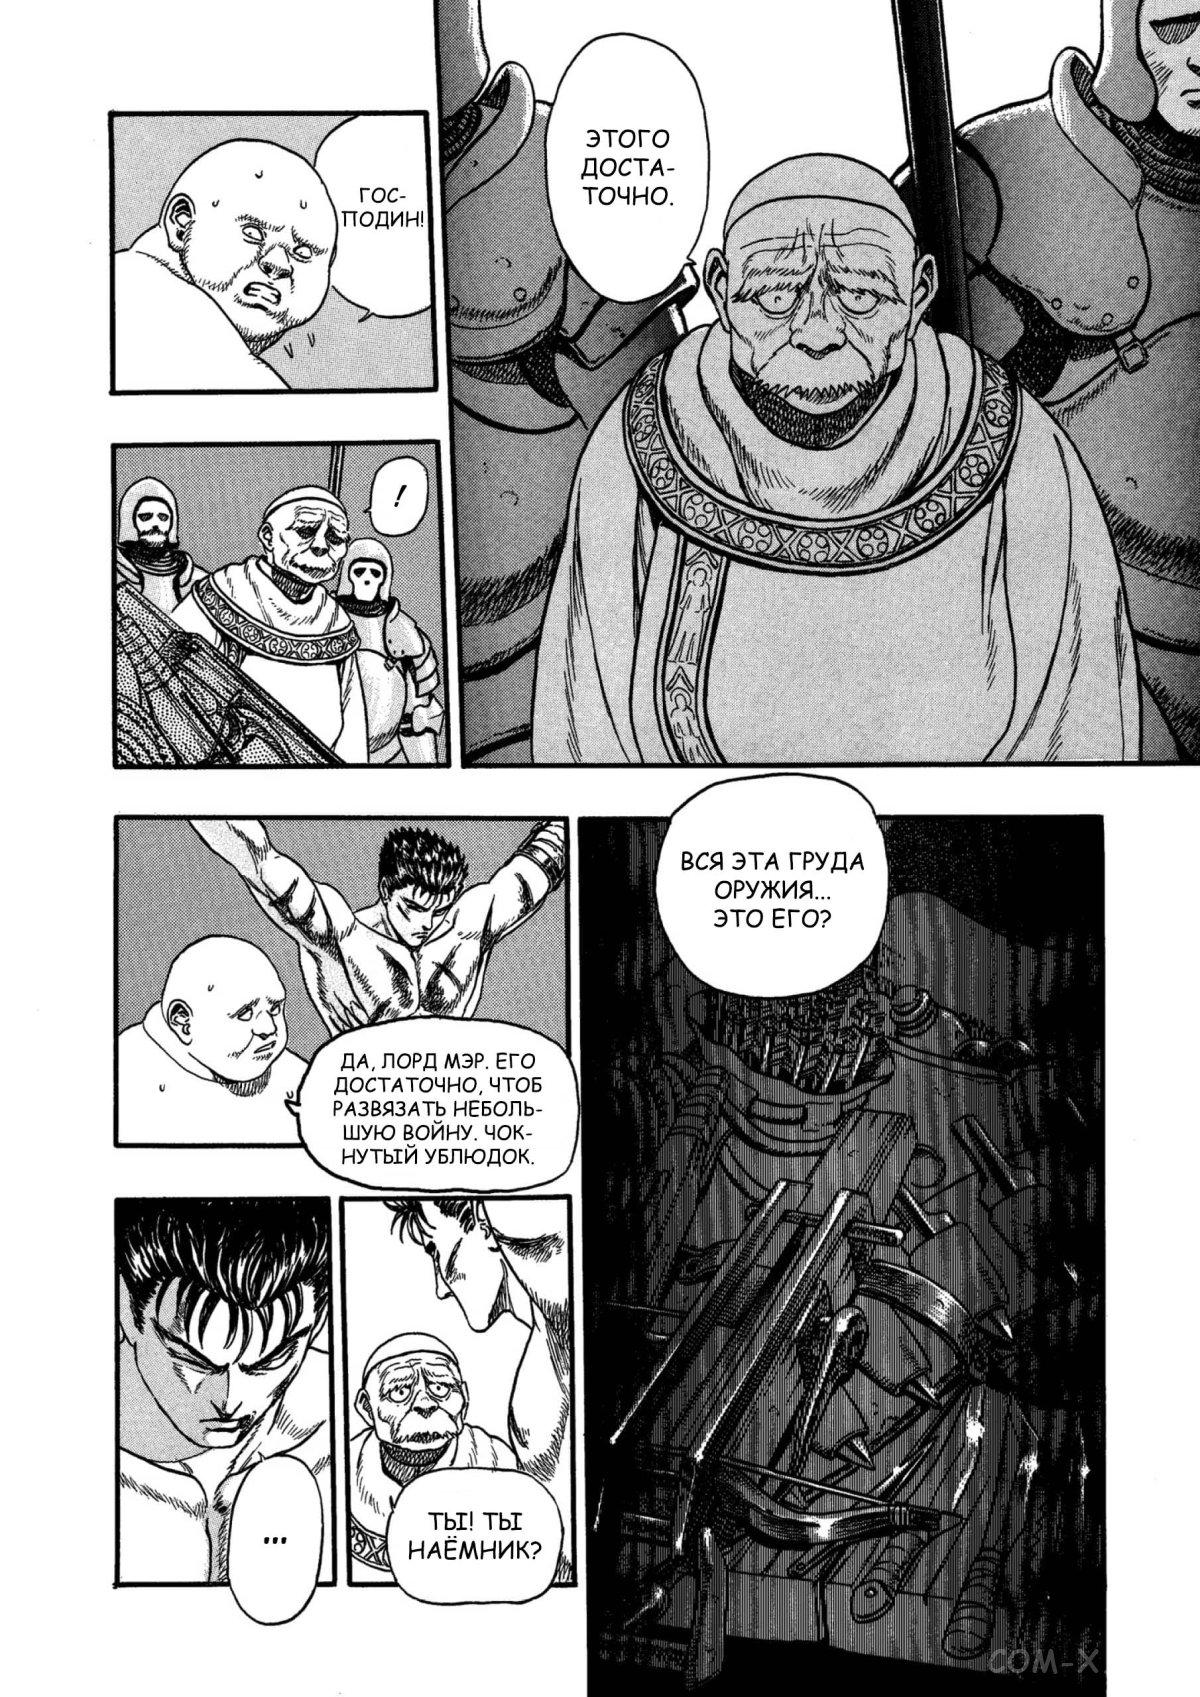 ЭТОГО
ДОСТА-
ТОЧНО.
ГОС-
ПОДИН!
!
ВСЯ ЭТА ГРУДА
ОРУЖИЯ...
ЭТО ЕГО?
ДА, ЛОРД МЭР. ЕГО
ДОСТАТОЧНО, ЧТОБ
РАЗВЯЗАТЬ НЕБОЛЬ-
ШУЮ ВОЙНУ. ЧОК-
НУТЫЙ УБЛЮДОК.
ТЫ! ТЫ
НАЁМНИК?
...
COM-X.